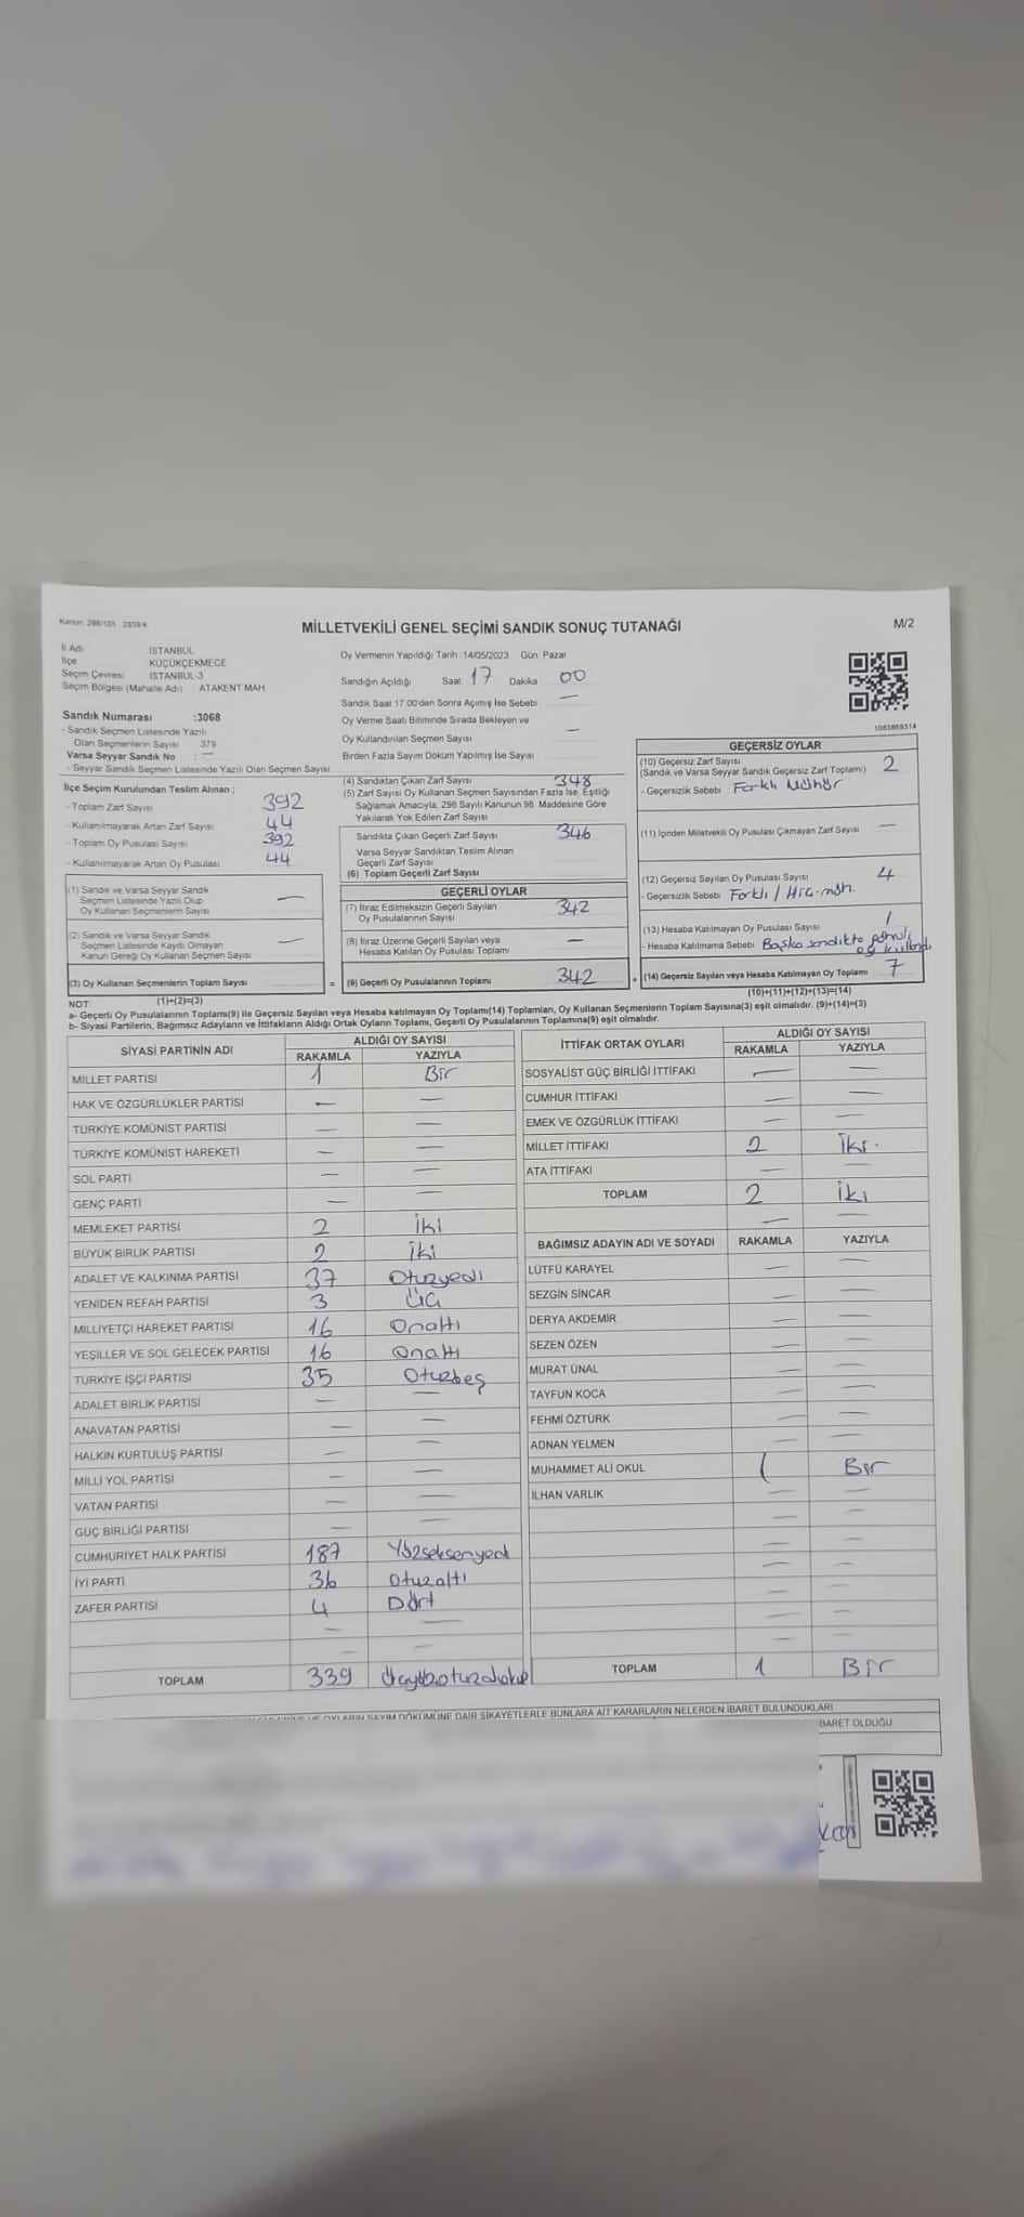 Kanun: 298/105 2839/4
MİLLETVEKİLİ GENEL SEÇİMİ SANDIK SONUÇ TUTANAĞI
M/2
İl Adı İSTANBUL
İlçe KÜÇÜKÇEKMECE
Seçim Çevresi İSTANBUL-3
Seçim Bölgesi (Mahalle Adı) ATAKENT MAH.
Sandık Numarası :3068
- Sandık Seçmen Listesinde Yazılı
Olan Seçmenlerin Sayısı 379
Varsa Seyyar Sandık No : —
- Seyyar Sandık Seçmen Listesinde Yazılı Olan Seçmen Sayısı
İlçe Seçim Kurulundan Teslim Alınan ;
- Toplam Zarf Sayısı 392
- Kullanılmayarak Artan Zarf Sayısı 44
- Toplam Oy Pusulası Sayısı 392
- Kullanılmayarak Artan Oy Pusulası 44
(1) Sandık ve Varsa Seyyar Sandık
Seçmen Listesinde Yazılı Olup
Oy Kullanan Seçmenlerin Sayısı —
(2) Sandık ve Varsa Seyyar Sandık
Seçmen Listesinde Kaydı Olmayan
Kanun Gereği Oy Kullanan Seçmen Sayısı —
(3) Oy Kullanan Seçmenlerin Toplam Sayısı
(1)+(2)=(3)
Oy Vermenin Yapıldığı Tarih :14/05/2023 Gün: Pazar
Sandığın Açıldığı Saat 17 Dakika 00
Sandık Saat 17:00'den Sonra Açılmış İse Sebebi —
Oy Verme Saati Bitiminde Sırada Bekleyen ve
Oy Kullandırılan Seçmen Sayısı —
Birden Fazla Sayım Döküm Yapılmış İse Sayısı
(4) Sandıktan Çıkan Zarf Sayısı 348
(5) Zarf Sayısı Oy Kullanan Seçmen Sayısından Fazla İse, Eşitliği
Sağlamak Amacıyla, 298 Sayılı Kanunun 98. Maddesine Göre
Yakılarak Yok Edilen Zarf Sayısı
Sandıkta Çıkan Geçerli Zarf Sayısı 346
Varsa Seyyar Sandıktan Teslim Alınan
Geçerli Zarf Sayısı
(6) Toplam Geçerli Zarf Sayısı
GEÇERLİ OYLAR
(7) İtiraz Edilmeksizin Geçerli Sayılan
Oy Pusulalarının Sayısı 342
(8) İtiraz Üzerine Geçerli Sayılan veya
Hesaba Katılan Oy Pusulası Toplamı —
= (9) Geçerli Oy Pusulalarının Toplamı 342
1083869314
GEÇERSİZ OYLAR
(10) Geçersiz Zarf Sayısı
(Sandık ve Varsa Seyyar Sandık Geçersiz Zarf Toplamı) 2
- Geçersizlik Sebebi : Farklı Mühür
(11) İçinden Milletvekili Oy Pusulası Çıkmayan Zarf Sayısı —
(12) Geçersiz Sayılan Oy Pusulası Sayısı 4
- Geçersizlik Sebebi : Farklı /
(13) Hesaba Katılmayan Oy Pusulası Sayısı 1
- Hesaba Katılmama Sebebi : Başka sandıkta
+ (14) Geçersiz Sayılan veya Hesaba Katılmayan Oy Toplamı 7
(10)+(11)+(12)+(13)=(14)
NOT:
a- Geçerli Oy Pusulalarının Toplamı(9) ile Geçersiz Sayılan veya Hesaba katılmayan Oy Toplamı(14) Toplamları, Oy Kullanan Seçmenlerin Toplam Sayısına(3) eşit olmalıdır. (9)+(14)=(3)
b- Siyasi Partilerin, Bağımsız Adayların ve İttifakların Aldığı Ortak Oyların Toplamı, Geçerli Oy Pusulalarının Toplamına(9) eşit olmalıdır.
SİYASİ PARTİNİN ADI ALDIĞI OY SAYISI
RAKAMLA YAZIYLA
MİLLET PARTİSİ 1 Bir
HAK VE ÖZGÜRLÜKLER PARTİSİ — —
TÜRKİYE KOMÜNİST PARTİSİ — —
TÜRKİYE KOMÜNİST HAREKETİ — —
SOL PARTİ — —
GENÇ PARTİ — —
MEMLEKET PARTİSİ 2 iki
BÜYÜK BİRLİK PARTİSİ 2 iki
ADALET VE KALKINMA PARTİSİ 37 Otuzyedi
YENİDEN REFAH PARTİSİ 3 Üç
MİLLİYETÇİ HAREKET PARTİSİ 16 Onaltı
YEŞİLLER VE SOL GELECEK PARTİSİ 16 Onaltı
TÜRKİYE İŞÇİ PARTİSİ 35 Otuzbeş
ADALET BİRLİK PARTİSİ — —
ANAVATAN PARTİSİ — —
HALKIN KURTULUŞ PARTİSİ — —
MİLLİ YOL PARTİSİ — —
VATAN PARTİSİ — —
GÜÇ BİRLİĞİ PARTİSİ — —
CUMHURİYET HALK PARTİSİ 187 Yüzseksenyedi
İYİ PARTİ 36 Otuzaltı
ZAFER PARTİSİ 4 Dört
TOPLAM 339 Üçyüzotuzdokuz
İTTİFAK ORTAK OYLARI ALDIĞI OY SAYISI
RAKAMLA YAZIYLA
SOSYALİST GÜÇ BİRLİĞİ İTTİFAKI — —
CUMHUR İTTİFAKI — —
EMEK VE ÖZGÜRLÜK İTTİFAKI — —
MİLLET İTTİFAKI 2 İki
ATA İTTİFAKI — —
TOPLAM 2 iki
BAĞIMSIZ ADAYIN ADI VE SOYADI RAKAMLA YAZIYLA
LÜTFÜ KARAYEL — —
SEZGİN SİNCAR — —
DERYA AKDEMİR — —
SEZEN ÖZEN — —
MURAT ÜNAL — —
TAYFUN KOCA — —
FEHMİ ÖZTÜRK — —
ADNAN YELMEN — —
MUHAMMET ALİ OKUL 1 Bir
İLHAN VARLIK — —
TOPLAM 1 Bir
VE OYLARIN SAYIM DÖKÜMÜNE DAİR ŞİKAYETLERLE BUNLARA AİT KARARLARIN NELERDEN İBARET BULUNDUKLARI
İBARET OLDUĞU